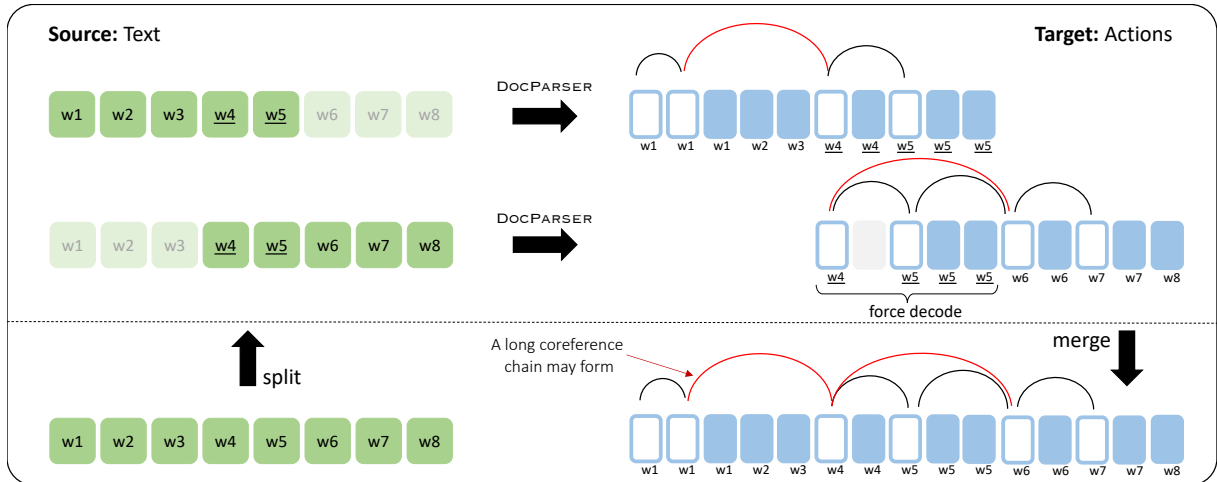 Source: Text
Target: Actions
DOCPARSER
w1 w2 w3 w4 w5 w6 w7 w8
w1 w1 w1 w2 w3 w4 w4 w5 w5 w5
DOCPARSER
w1 w2 w3 w4 w5 w6 w7 w8
w4 w5 w5 w5 w6 w6 w7 w7 w8
force decode
A long coreference
chain may form
merge
split
w1 w2 w3 w4 w5 w6 w7 w8
w1 w1 w1 w2 w3 w4 w4 w5 w5 w5 w6 w6 w7 w7 w8